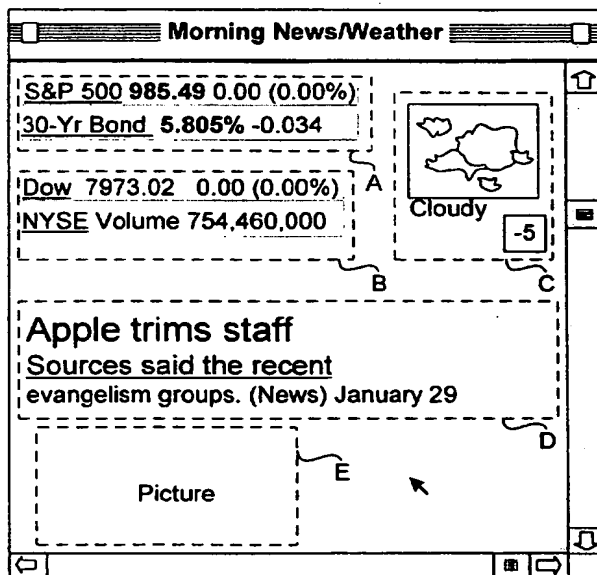 Morning News/Weather
S&P 500 985.49 0.00 (0.00%)
30-Yr Bond 5.805% -0.034
A
Dow 7973.02 0.00 (0.00%)
NYSE Volume 754,460,000
B
Cloudy
-5
C
Apple trims staff
Sources said the recent
evangelism groups. (News) January 29
D
Picture
E